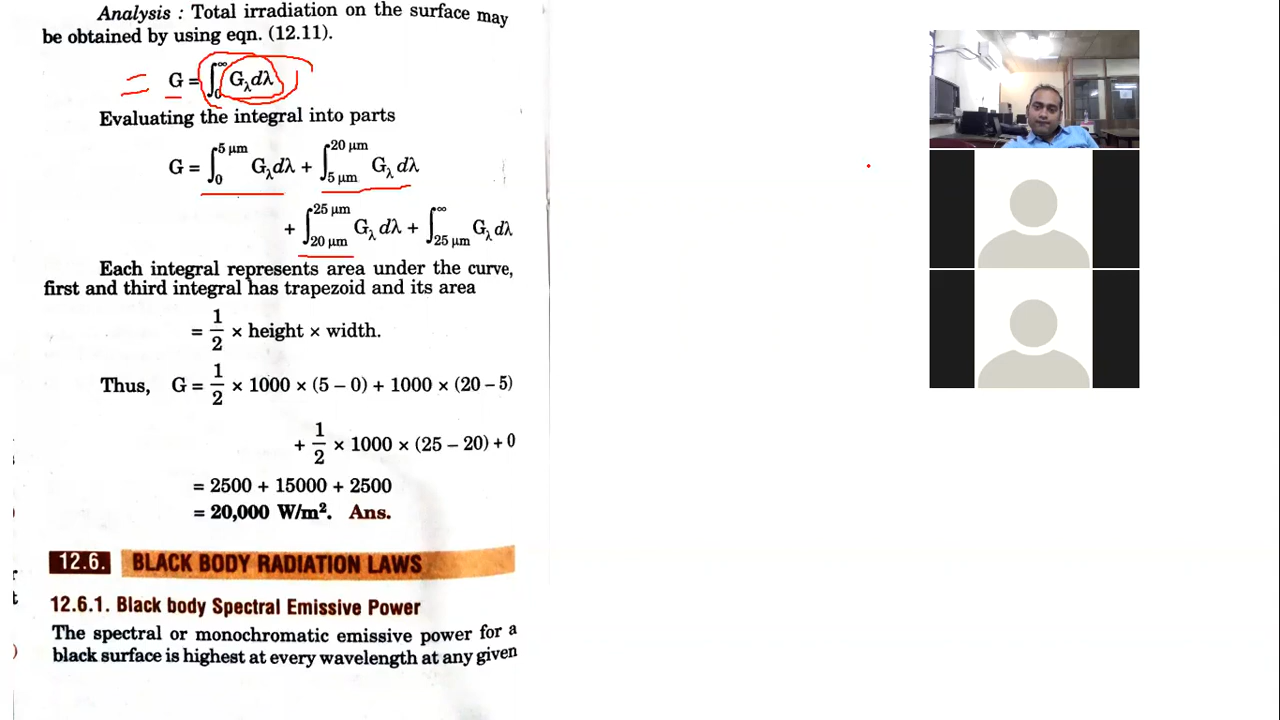 Analysis : Total irradiation on the surface may
be obtained by using eqn. (12.11).
G = ∫₀^∞ G_λ dλ
Evaluating the integral into parts
G = ∫₀^{5 μm} G_λ dλ + ∫_{5 μm}^{20 μm} G_λ dλ
+ ∫_{20 μm}^{25 μm} G_λ dλ + ∫_{25 μm}^∞ G_λ dλ
Each integral represents area under the curve,
first and third integral has trapezoid and its area
= 1/2 × height × width.
Thus, G = 1/2 × 1000 × (5 – 0) + 1000 × (20 – 5)
+ 1/2 × 1000 × (25 – 20) + 0
= 2500 + 15000 + 2500
= 20,000 W/m². Ans.
12.6. BLACK BODY RADIATION LAWS
12.6.1. Black body Spectral Emissive Power
The spectral or monochromatic emissive power for a
black surface is highest at every wavelength at any given